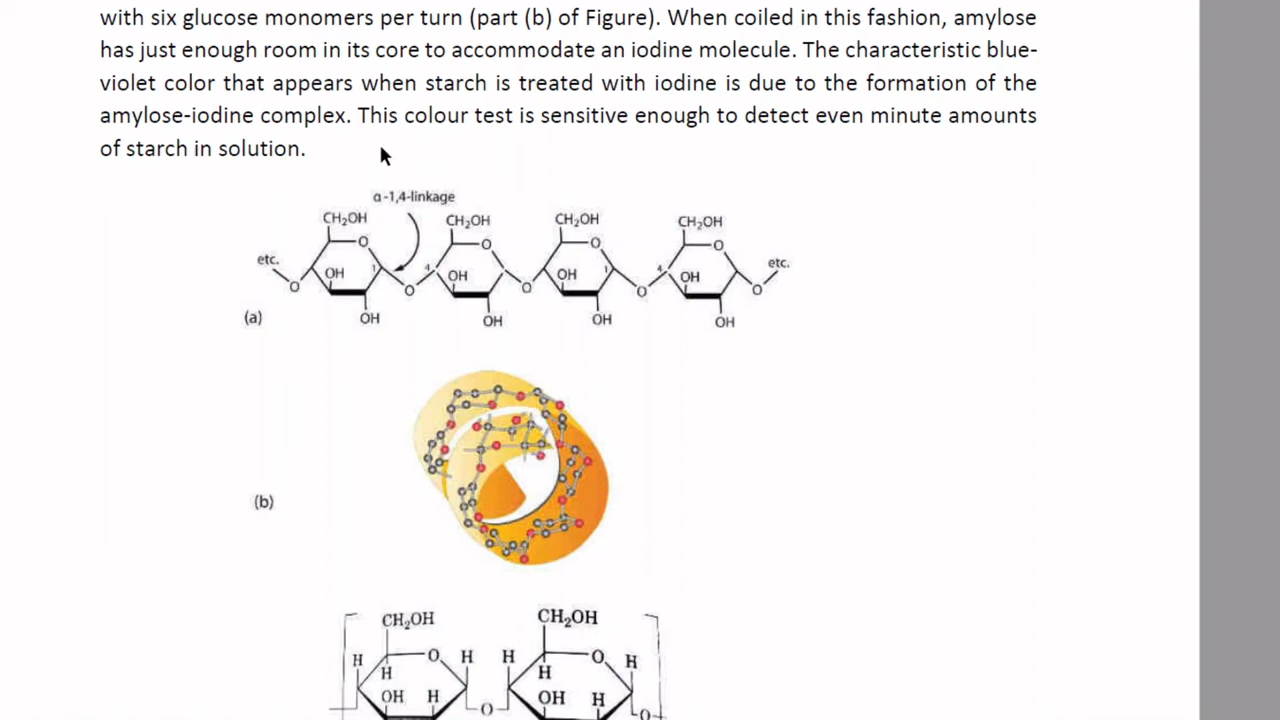 with six glucose monomers per turn (part (b) of Figure). When coiled in this fashion, amylose
has just enough room in its core to accommodate an iodine molecule. The characteristic blue-
violet color that appears when starch is treated with iodine is due to the formation of the
amylose-iodine complex. This colour test is sensitive enough to detect even minute amounts
of starch in solution.
α-1,4-linkage
CH₂OH CH₂OH CH₂OH CH₂OH
O O O O
etc. OH 1 4 OH OH 1 4 OH etc.
O O O O O
(a) OH OH OH OH
(b)
CH₂OH CH₂OH
H O H H O H
H H
OH H OH H
O O